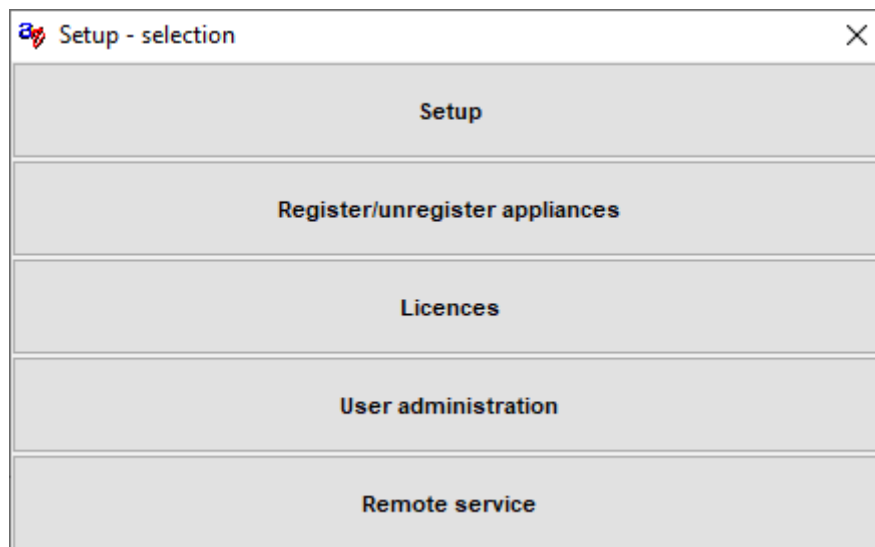 Setup - selection
Setup
Register/unregister appliances
Licences
User administration
Remote service